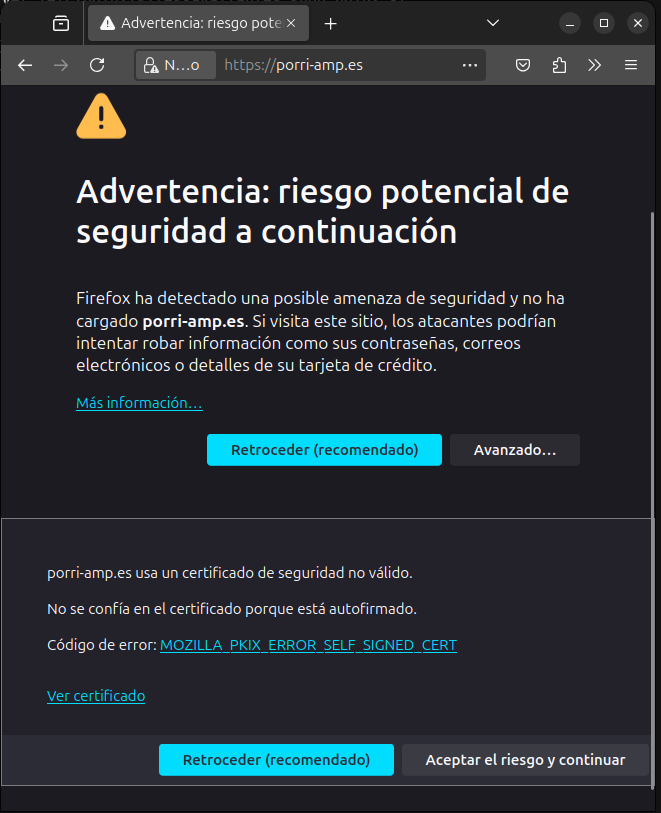 Advertencia: riesgo pote
N...o
https://porri-amp.es
Advertencia: riesgo potencial de
seguridad a continuación
Firefox ha detectado una posible amenaza de seguridad y no ha
cargado porri-amp.es. Si visita este sitio, los atacantes podrían
intentar robar información como sus contraseñas, correos
electrónicos o detalles de su tarjeta de crédito.
Más información…
Retroceder (recomendado)
Avanzado…
porri-amp.es usa un certificado de seguridad no válido.
No se confía en el certificado porque está autofirmado.
Código de error: MOZILLA_PKIX_ERROR_SELF_SIGNED_CERT
Ver certificado
Retroceder (recomendado)
Aceptar el riesgo y continuar